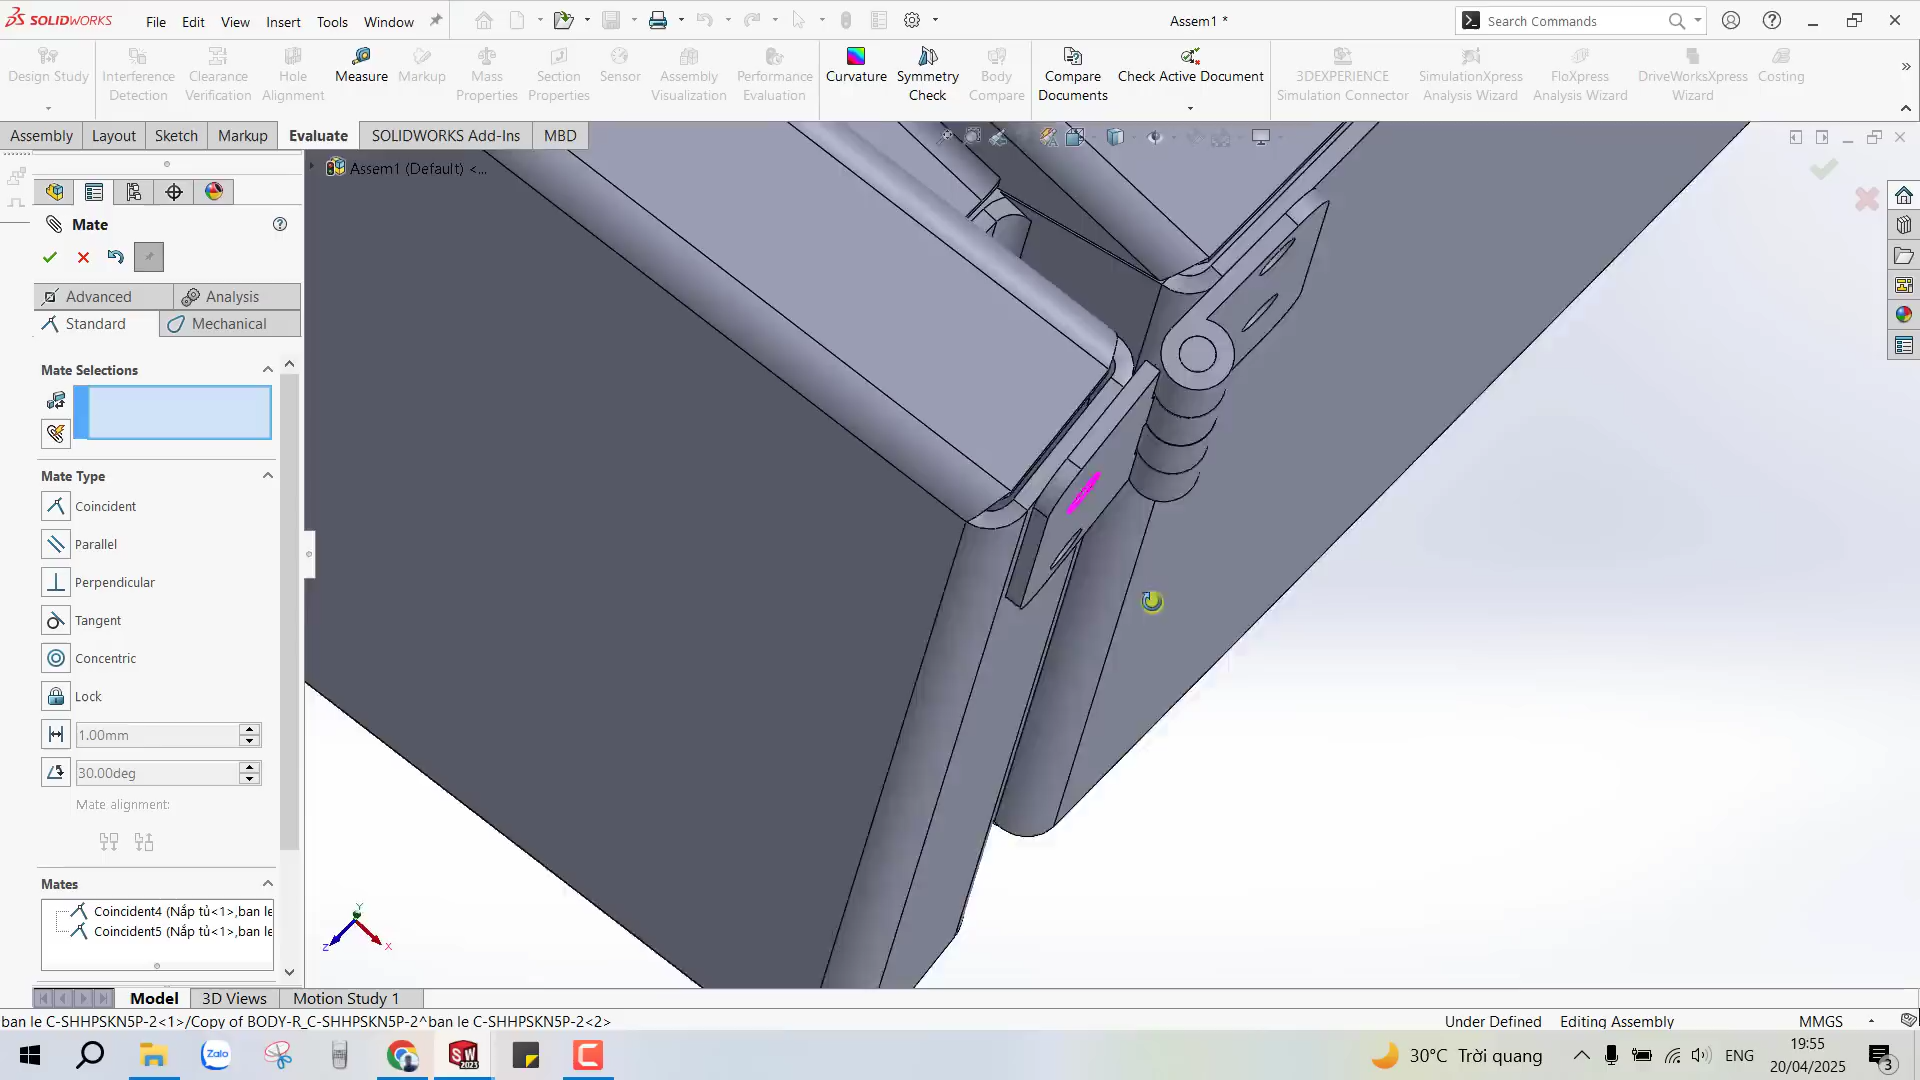 SOLIDWORKS File Edit View Insert Tools Window Assem1 * Search Commands
Design Study Interference Detection Clearance Verification Hole Alignment Measure Markup Mass Properties Section Properties Sensor Assembly Visualization Performance Evaluation Curvature Symmetry Check Body Compare Compare Documents Check Active Document 3DEXPERIENCE Simulation Connector SimulationXpress Analysis Wizard FloXpress Analysis Wizard DriveWorksXpress Wizard Costing
Assembly Layout Sketch Markup Evaluate SOLIDWORKS Add-Ins MBD
Assem1 (Default) <...
Mate
Advanced Analysis
Standard Mechanical
Mate Selections
Mate Type
Coincident
Parallel
Perpendicular
Tangent
Concentric
Lock
1.00mm
30.00deg
Mate alignment:
Mates
Coincident4 (Nắp tủ<1>,ban le
Coincident5 (Nắp tủ<1>,ban le
Y
Z X
Model 3D Views Motion Study 1
ban le C-SHHPSKN5P-2<1>/Copy of BODY-R_C-SHHPSKN5P-2^ban le C-SHHPSKN5P-2<2> Under Defined Editing Assembly MMGS
Zalo SW 2023 30°C Trời quang ENG 19:55
20/04/2025 3